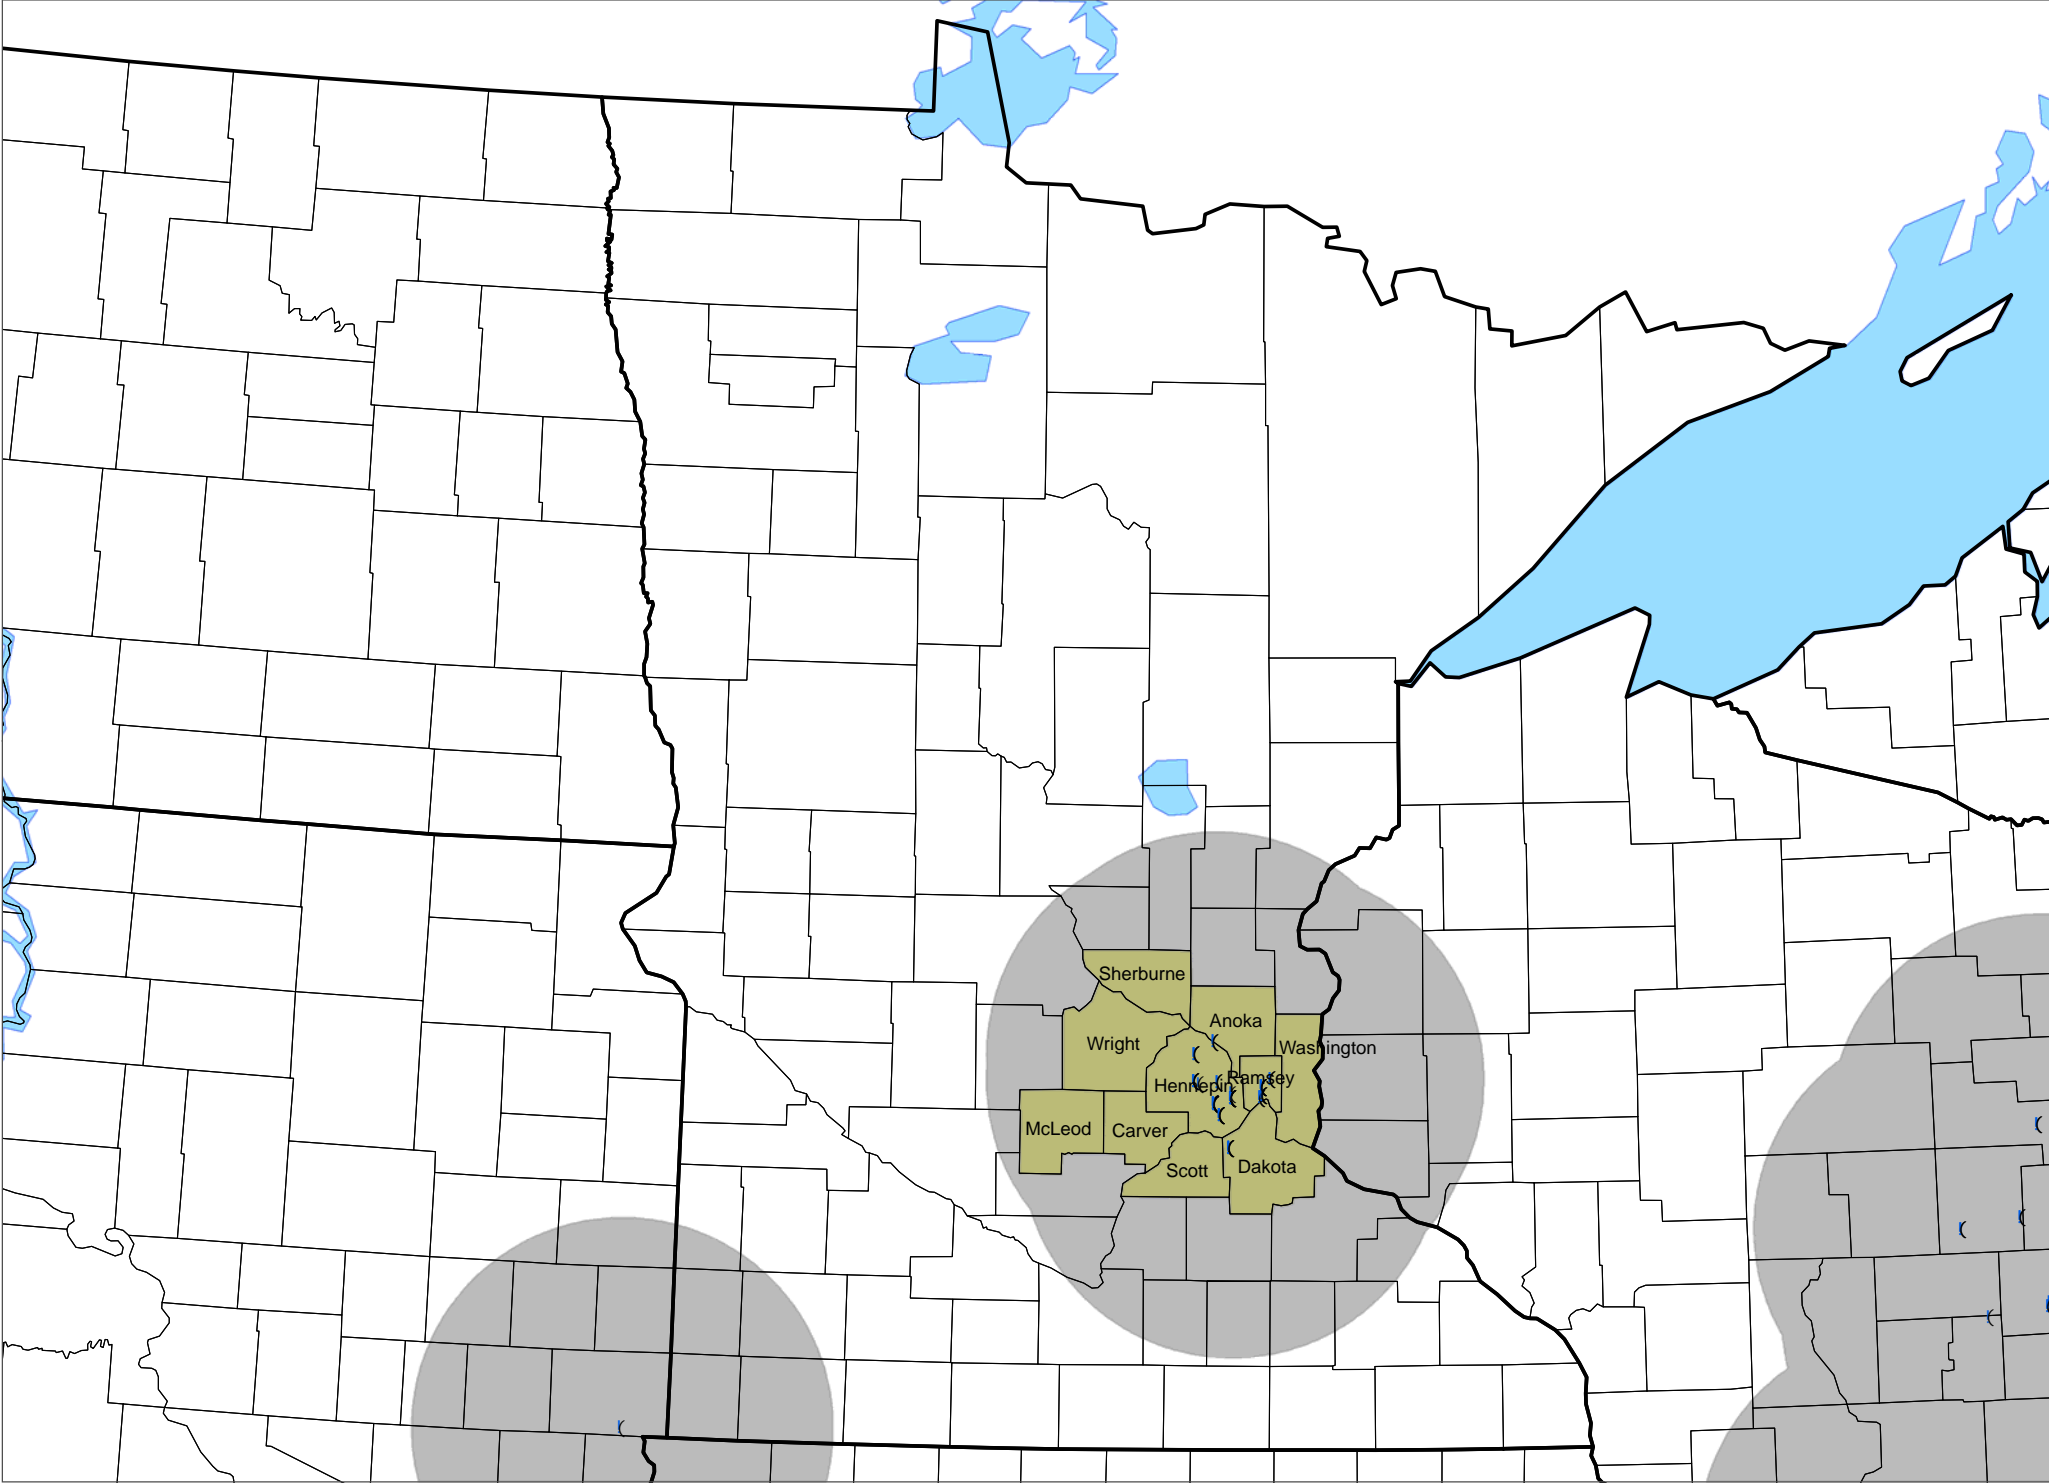 Sherburne
Anoka
Wright
Washington
Ramsey
Hennepin
McLeod
Carver
Scott
Dakota